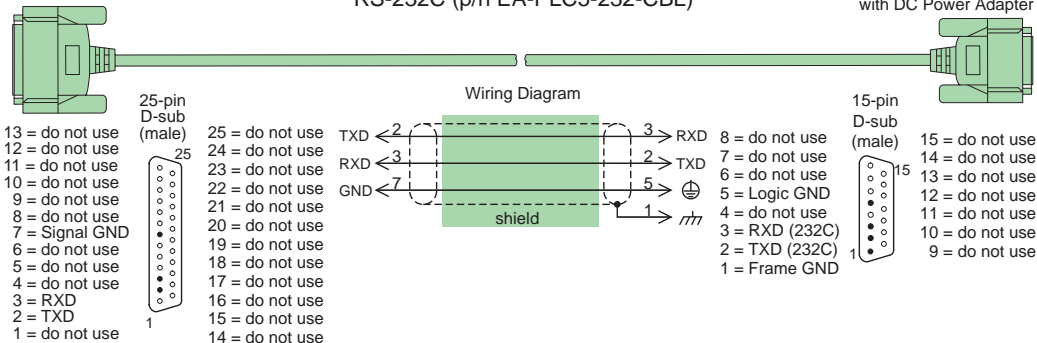 RS-232C (p/n EA-PLC5-232-CBL)
with DC Power Adapter
Wiring Diagram
25-pin
D-sub
(male)
25
1
13 = do not use
12 = do not use
11 = do not use
10 = do not use
9 = do not use
8 = do not use
7 = Signal GND
6 = do not use
5 = do not use
4 = do not use
3 = RXD
2 = TXD
1 = do not use
25 = do not use
24 = do not use
23 = do not use
22 = do not use
21 = do not use
20 = do not use
19 = do not use
18 = do not use
17 = do not use
16 = do not use
15 = do not use
14 = do not use
TXD 2 3 RXD
RXD 3 2 TXD
GND 7 5
shield 1
8 = do not use
7 = do not use
6 = do not use
5 = Logic GND
4 = do not use
3 = RXD (232C)
2 = TXD (232C)
1 = Frame GND
15-pin
D-sub
(male)
15
1
15 = do not use
14 = do not use
13 = do not use
12 = do not use
11 = do not use
10 = do not use
9 = do not use